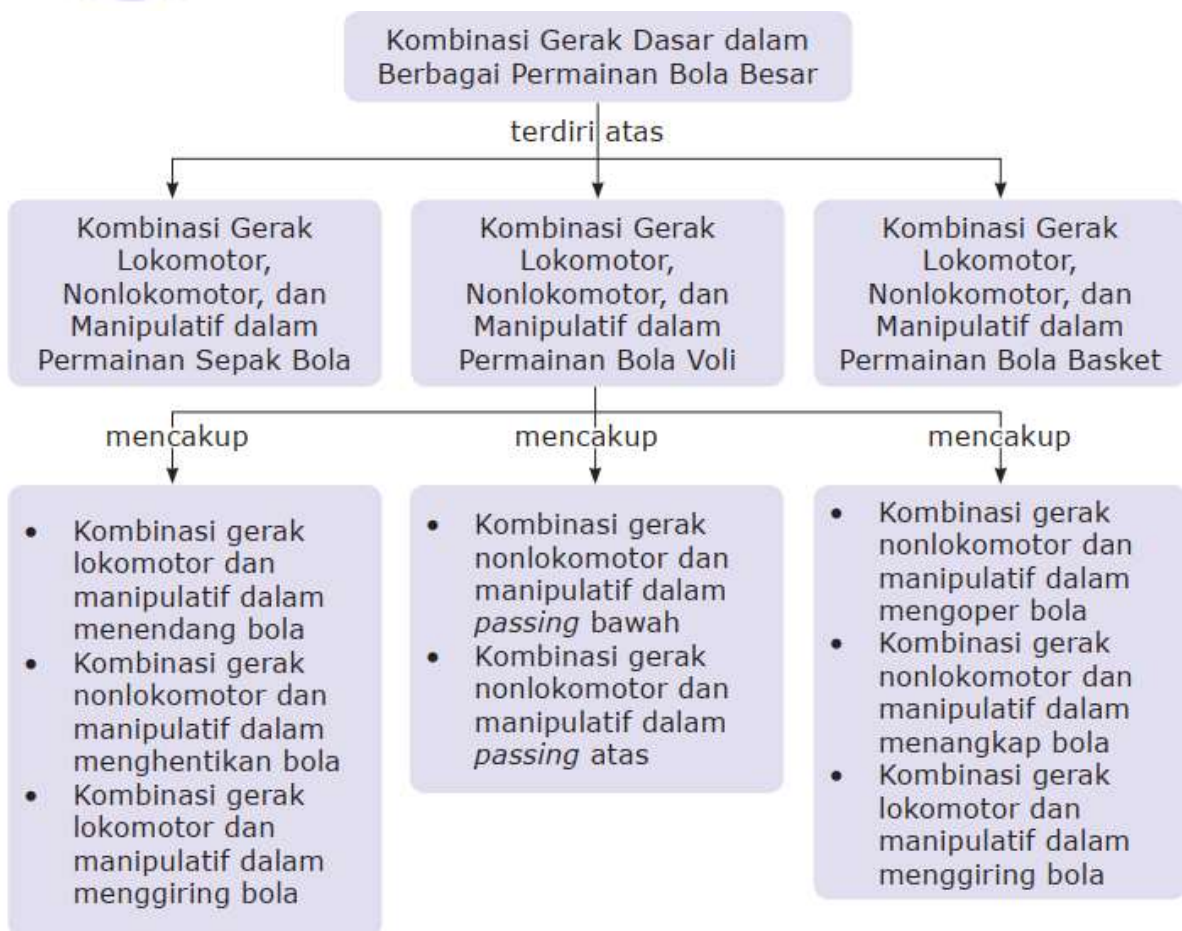 Kombinasi Gerak Dasar dalam
Berbagai Permainan Bola Besar
terdiri atas
Kombinasi Gerak
Lokomotor,
Nonlokomotor, dan
Manipulatif dalam
Permainan Sepak Bola
Kombinasi Gerak
Lokomotor,
Nonlokomotor, dan
Manipulatif dalam
Permainan Bola Voli
Kombinasi Gerak
Lokomotor,
Nonlokomotor, dan
Manipulatif dalam
Permainan Bola Basket
mencakup
mencakup
mencakup
• Kombinasi gerak
lokomotor dan
manipulatif dalam
menendang bola
• Kombinasi gerak
nonlokomotor dan
manipulatif dalam
menghentikan bola
• Kombinasi gerak
lokomotor dan
manipulatif dalam
menggiring bola
• Kombinasi gerak
nonlokomotor dan
manipulatif dalam
passing bawah
• Kombinasi gerak
nonlokomotor dan
manipulatif dalam
passing atas
• Kombinasi gerak
nonlokomotor dan
manipulatif dalam
mengoper bola
• Kombinasi gerak
nonlokomotor dan
manipulatif dalam
menangkap bola
• Kombinasi gerak
lokomotor dan
manipulatif dalam
menggiring bola